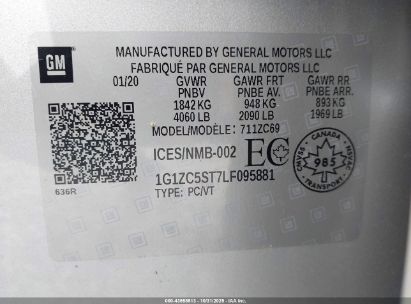 GM
MANUFACTURED BY GENERAL MOTORS LLC
FABRIQUÉ PAR GENERAL MOTORS LLC
01/20 GVWR GAWR FRT GAWR RR
PNBV PNBE AV. PNBE ARR.
1842 KG 948 KG 893 KG
4060 LB 2090 LB 1969 LB
MODEL/MODÈLE: 711ZC69
ICES/NMB-002 EC
CANADA
985
TRANSPORT
1G1ZC5ST7LF095881
TYPE: PC/VT
636R